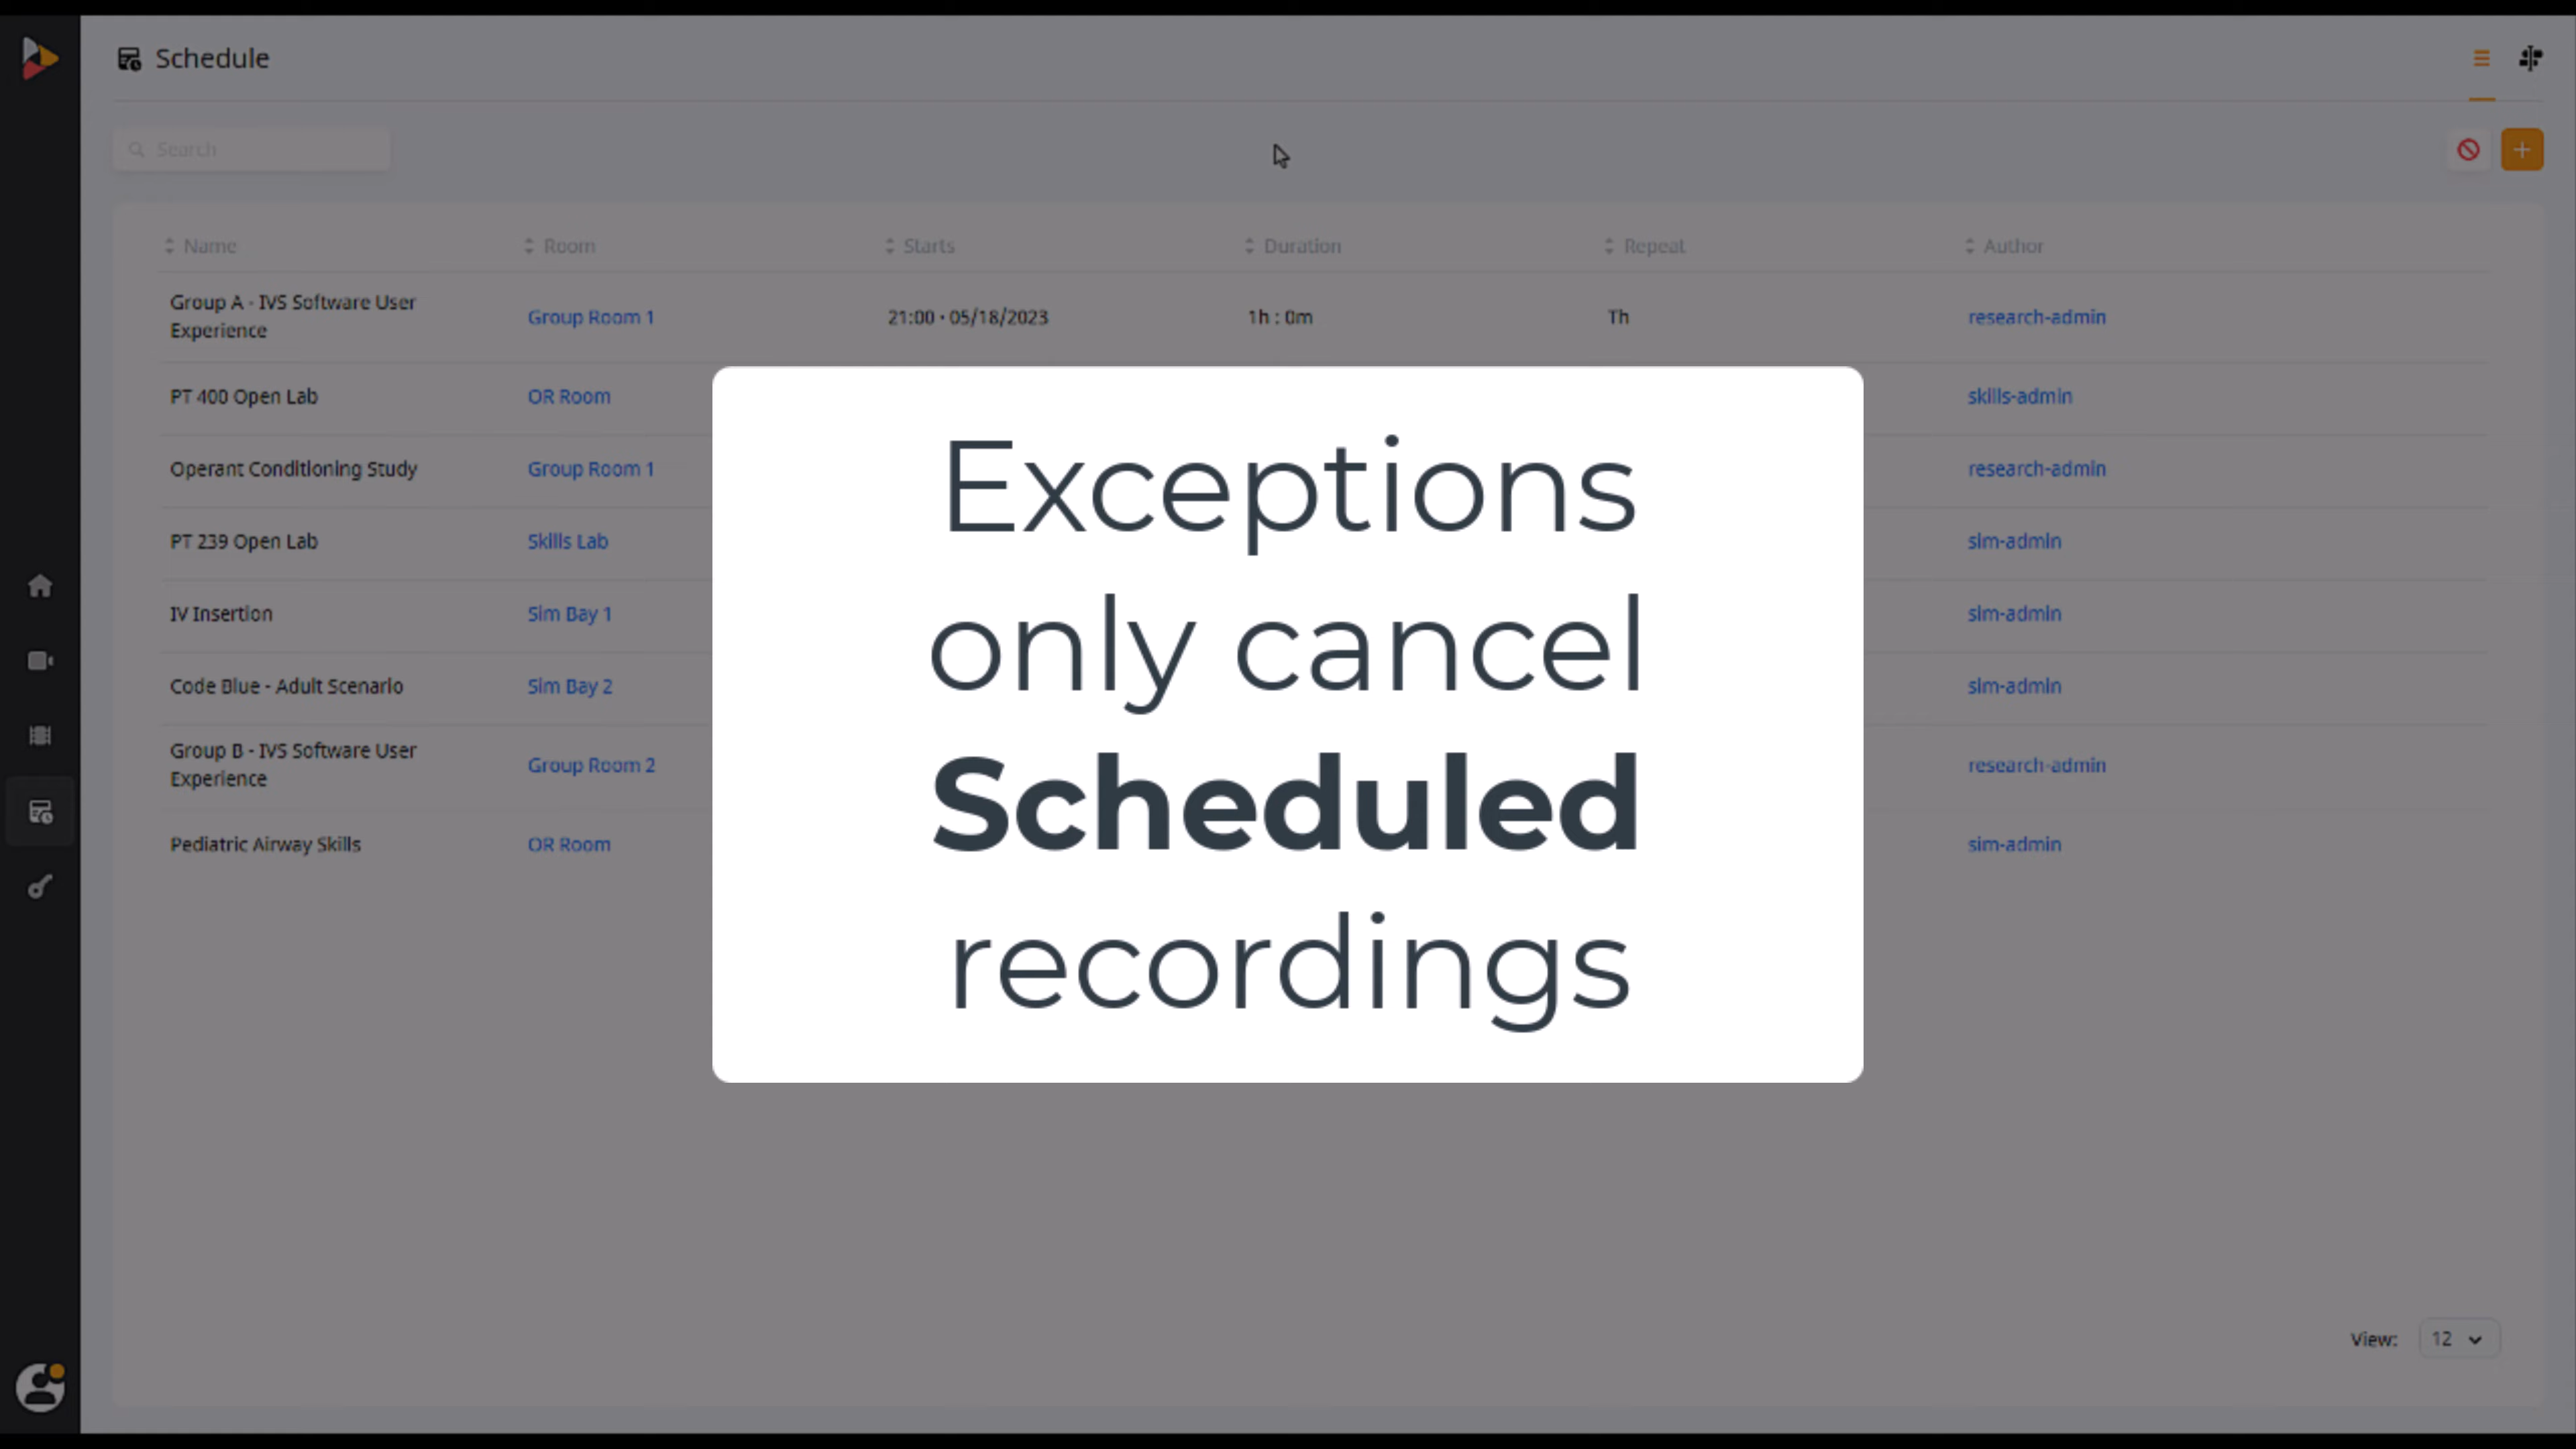 Schedule
Search
Name Room Starts Duration Repeat Author
Group A - IVS Software User
Experience
Group Room 1 21:00 • 05/18/2023 1h : 0m Th research-admin
PT 400 Open Lab OR Room skills-admin
Operant Conditioning Study Group Room 1 research-admin
PT 239 Open Lab Skills Lab sim-admin
IV Insertion Sim Bay 1 sim-admin
Code Blue - Adult Scenario Sim Bay 2 sim-admin
Group B - IVS Software User
Experience
Group Room 2 research-admin
Pediatric Airway Skills OR Room sim-admin
Exceptions
only cancel
Scheduled
recordings
View: 12